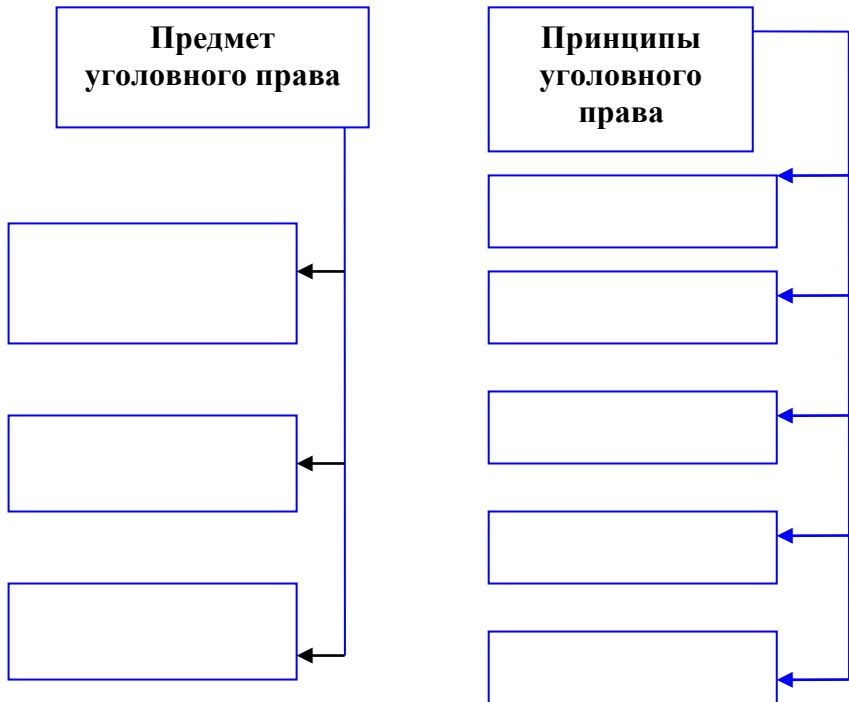 Предмет
уголовного права
Принципы
уголовного
права